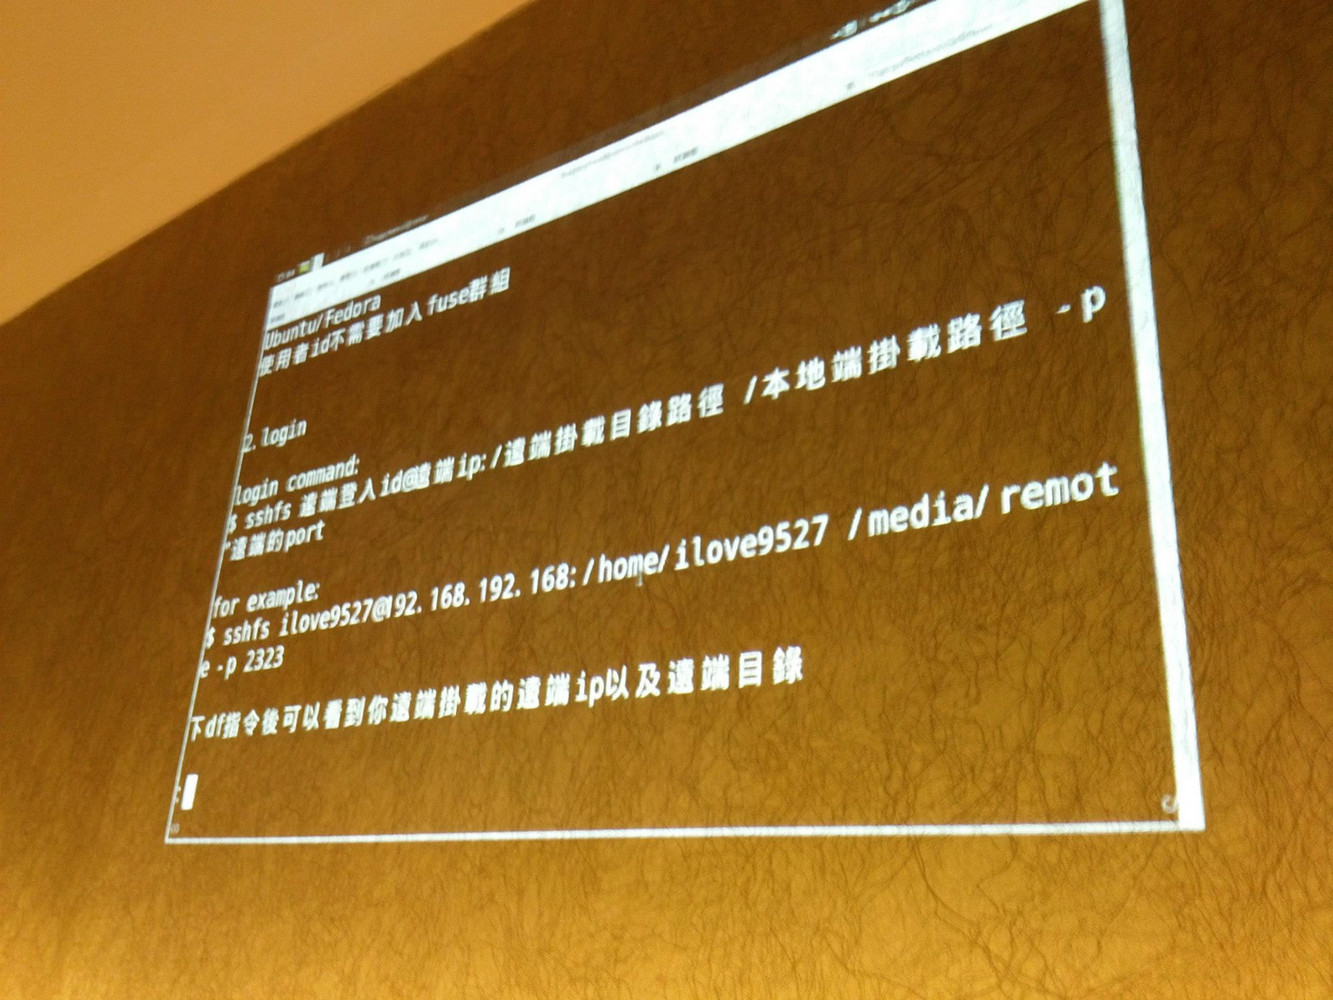 Ubuntu/Fedora
使用者id不需要加入fuse群組
2.login
login command:
$ sshfs 遠端登入id@遠端ip:/遠端掛載目錄路徑 /本地端掛載路徑 -p
"遠端的port
for example:
$ sshfs ilove9527@192.168.192.168:/home/ilove9527 /media/remot
e -p 2323
下df指令後可以看到你遠端掛載的遠端ip以及遠端目錄
: